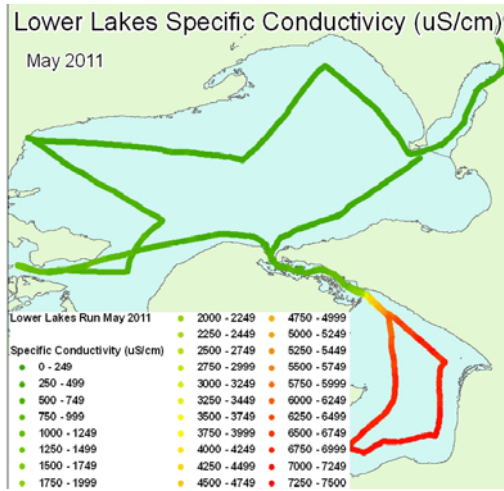 Lower Lakes Specific Conductivicy (uS/cm)
May 2011
Lower Lakes Run May 2011
Specific Conductivity (uS/cm)
0 - 249
250 - 499
500 - 749
750 - 999
1000 - 1249
1250 - 1499
1500 - 1749
1750 - 1999
2000 - 2249
2250 - 2449
2500 - 2749
2750 - 2999
3000 - 3249
3250 - 3449
3500 - 3749
3750 - 3999
4000 - 4249
4250 - 4499
4500 - 4749
4750 - 4999
5000 - 5249
5250 - 5449
5500 - 5749
5750 - 5999
6000 - 6249
6250 - 6499
6500 - 6749
6750 - 6999
7000 - 7249
7250 - 7500